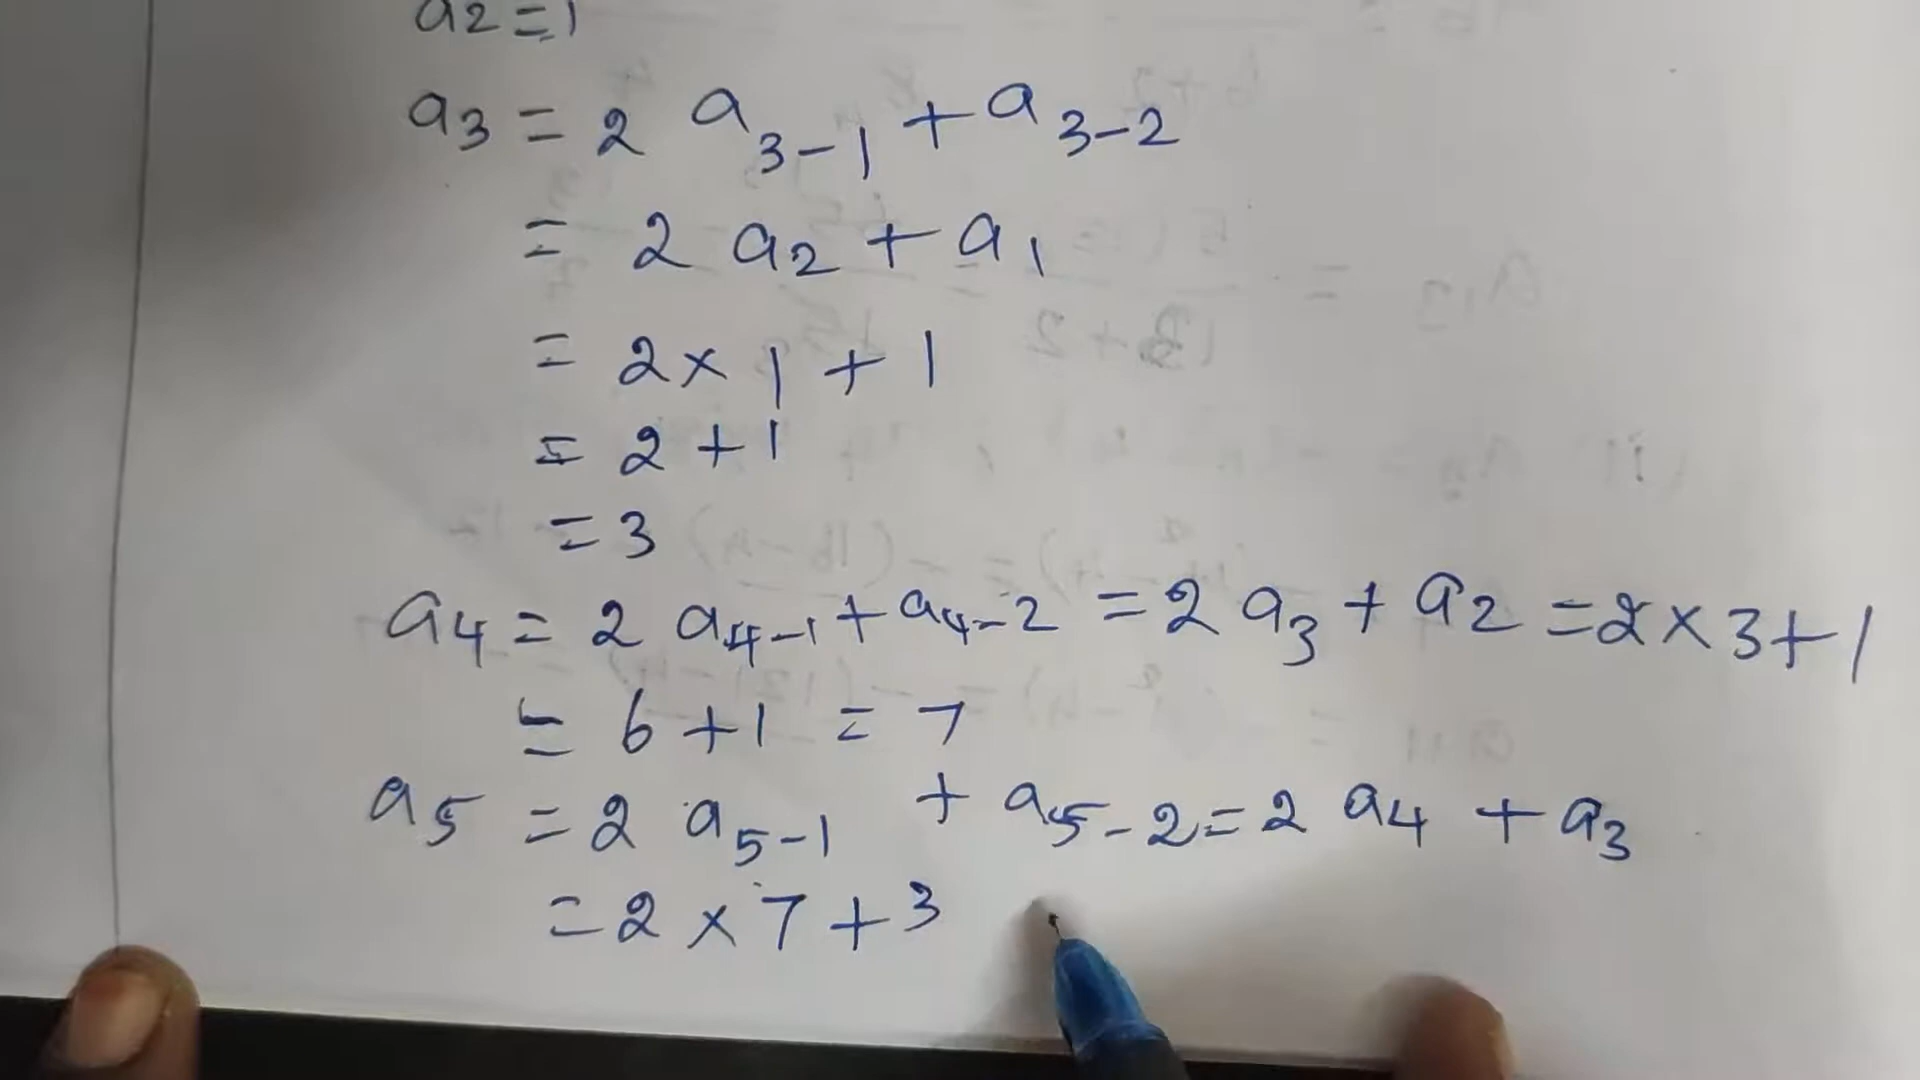 a2 = 1
a3 = 2 a3-1 + a3-2
= 2 a2 + a1
= 2 × 1 + 1
= 2 + 1
= 3
a4 = 2 a4-1 + a4-2 = 2 a3 + a2 = 2 × 3 + 1
= 6 + 1 = 7
a5 = 2 a5-1 + a5-2 = 2 a4 + a3
= 2 × 7 + 3